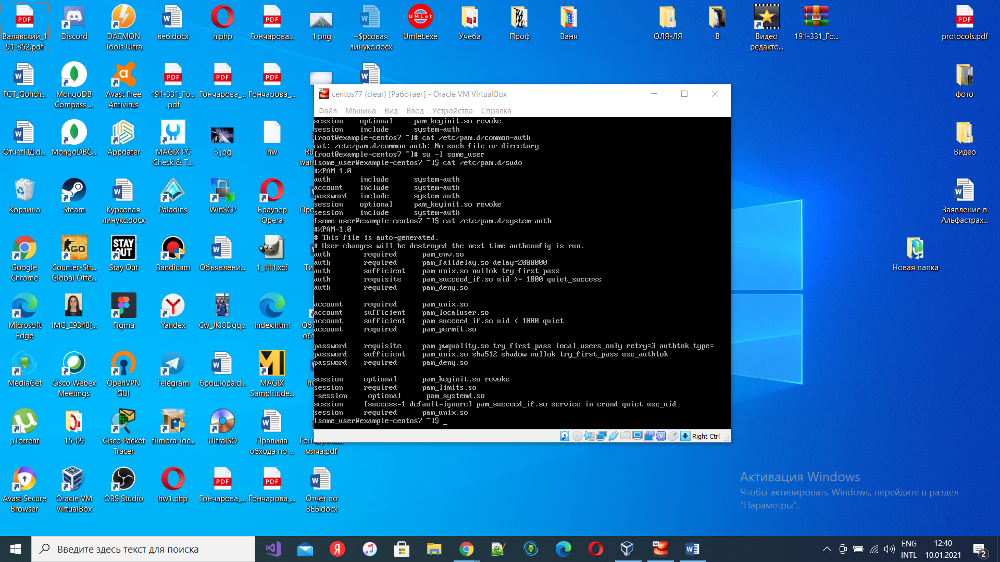 Валявский_1
91-352.pdf
Discord
DAEMON
Tools Ultra
веб.docx
n.php
Гончарова...
1.png
~$рсовая
линукс.docx
Umlet.exe
Учеба
Проф
Ваня
ОЛЯ-ЛЯ
В
Видео
редакто...
191-331_Го...
protocols.pdf
FGT_Gonch...
MongoDB
Compass ...
Avast Free
Antivirus
191-331_Го...
.pdf
Гончарова_...
Гончарова_...
фото
ОтчетПД.d...
MongoDBC...
Appdater
MAGIX PC
Check & T...
3.jpg
hw
Видео
Корзина
Steam
Курсовая
линукс.docx
Paladins
WinSCP
Браузер
Opera
Заявление в
Альфастрах...
Google
Chrome
Counter-Str...
Global Offe...
Stay Out
Bandicam
Объявлени...
1_111.xcf
Новая папка
Microsoft
Edge
IMG_E9348[...
Figma
Yandex
Cw_JKI8Dqq...
index.html
MediaGet
Cisco Webex
Meetings
OpenVPN
GUI
Telegram
брошюра.d...
MAGIX
Samplitude...
µTorrent
15-09
Cisco Packet
Tracer
filmora-idc...
UltraISO
Правила
обхода по ...
мяча.pdf
Avast Secure
Browser
Oracle VM
VirtualBox
OBS Studio
hw1.php
Гончарова_...
Гончарова_...
Отчёт по
ВЕБ.docx
centos77 (clear) [Работает] - Oracle VM VirtualBox
Файл Машина Вид Ввод Устройства Справка
session optional pam_keyinit.so revoke
session include system-auth
[root@example-centos7 ~]# cat /etc/pam.d/common-auth
cat: /etc/pam.d/common-auth: No such file or directory
[root@example-centos7 ~]# su -l some_user
[some_user@example-centos7 ~]$ cat /etc/pam.d/sudo
#%PAM-1.0
auth include system-auth
account include system-auth
password include system-auth
session optional pam_keyinit.so revoke
session include system-auth
[some_user@example-centos7 ~]$ cat /etc/pam.d/system-auth
#%PAM-1.0
# This file is auto-generated.
# User changes will be destroyed the next time authconfig is run.
auth required pam_env.so
auth required pam_faildelay.so delay=2000000
auth sufficient pam_unix.so nullok try_first_pass
auth requisite pam_succeed_if.so uid >= 1000 quiet_success
auth required pam_deny.so
account required pam_unix.so
account sufficient pam_localuser.so
account sufficient pam_succeed_if.so uid < 1000 quiet
account required pam_permit.so
password requisite pam_pwquality.so try_first_pass local_users_only retry=3 authtok_type=
password sufficient pam_unix.so sha512 shadow nullok try_first_pass use_authtok
password required pam_deny.so
session optional pam_keyinit.so revoke
session required pam_limits.so
-session optional pam_systemd.so
session [success=1 default=ignore] pam_succeed_if.so service in crond quiet use_uid
session required pam_unix.so
[some_user@example-centos7 ~]$ _
Right Ctrl
Активация Windows
Чтобы активировать Windows, перейдите в раздел
"Параметры".
Введите здесь текст для поиска
ENG
INTL
12:40
10.01.2021
2